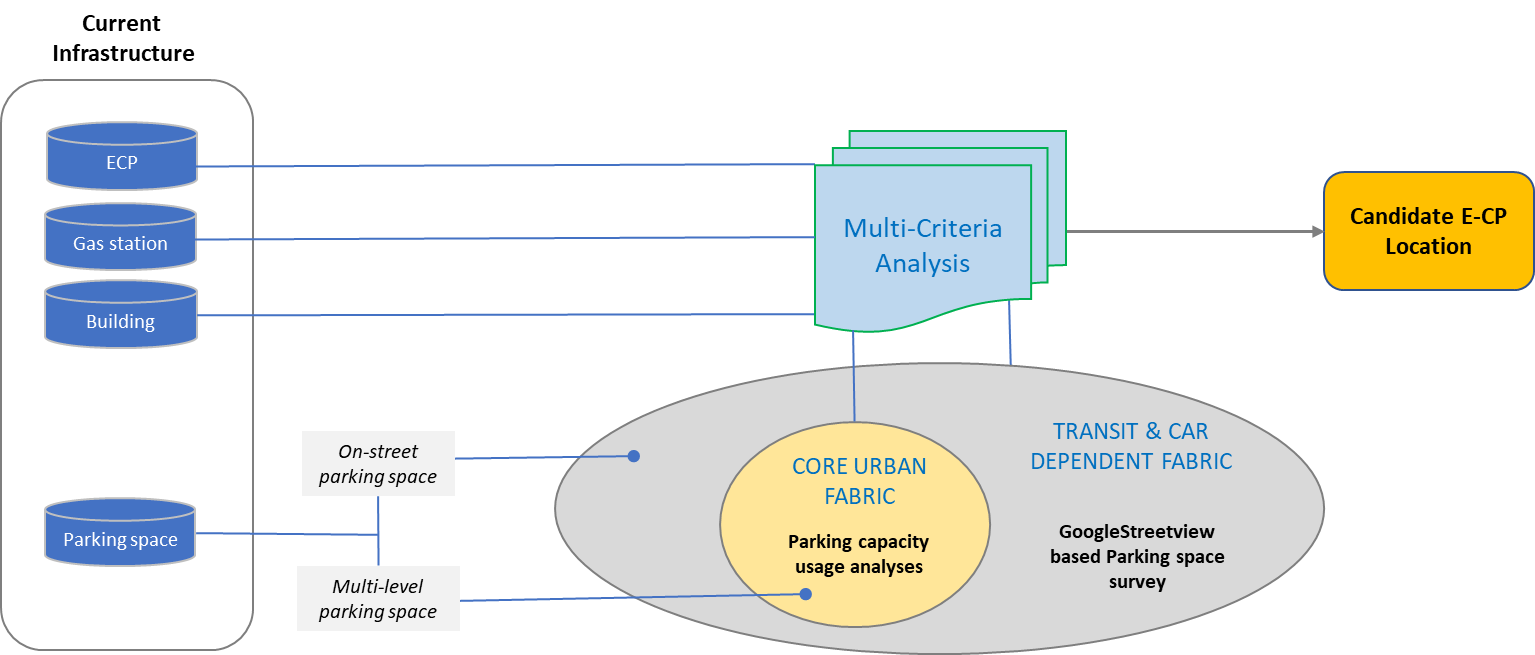 Current
Infrastructure
ECP
Gas station
Building
Parking space
On-street
parking space
Multi-level
parking space
Multi-Criteria
Analysis
Candidate E-CP
Location
CORE URBAN
FABRIC
Parking capacity
usage analyses
TRANSIT & CAR
DEPENDENT FABRIC
GoogleStreetview
based Parking space
survey